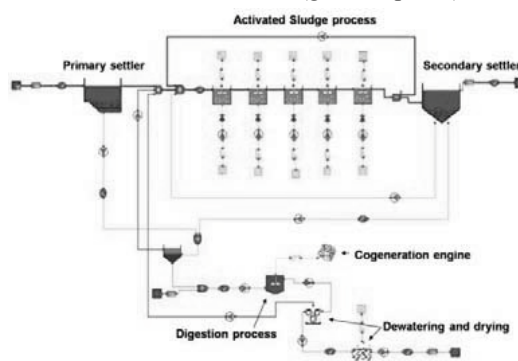 Activated Sludge process
Primary settler
Secondary settler
Cogeneration engine
Digestion process
Dewatering and drying